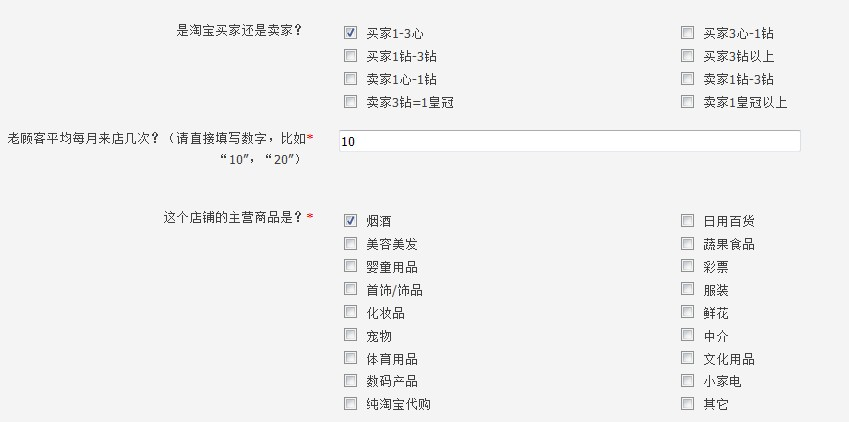 是淘宝买家还是卖家？
买家1-3心
买家3心-1钻
买家1钻-3钻
买家3钻以上
卖家1心-1钻
卖家1钻-3钻
卖家3钻=1皇冠
卖家1皇冠以上
老顾客平均每月来店几次？（请直接填写数字，比如*
“10”，“20”）
10
这个店铺的主营商品是？*
烟酒
日用百货
美容美发
蔬果食品
婴童用品
彩票
首饰/饰品
服装
化妆品
鲜花
宠物
中介
体育用品
文化用品
数码产品
小家电
纯淘宝代购
其它